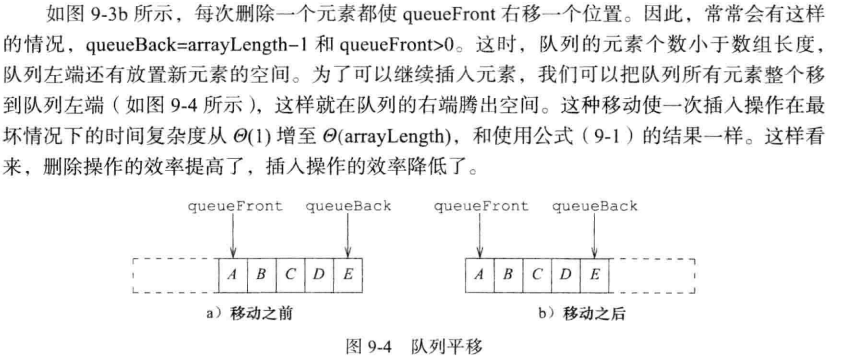 如图 9-3b 所示，每次删除一个元素都使 queueFront 右移一个位置。因此，常常会有这样
的情况，queueBack=arrayLength-1 和 queueFront>0。这时，队列的元素个数小于数组长度，
队列左端还有放置新元素的空间。为了可以继续插入元素，我们可以把队列所有元素整个移
到队列左端（如图 9-4 所示），这样就在队列的右端腾出空间。这种移动使一次插入操作在最
坏情况下的时间复杂度从 Θ(1) 增至 Θ(arrayLength)，和使用公式（9-1）的结果一样。这样看
来，删除操作的效率提高了，插入操作的效率降低了。
queueFront queueBack queueFront queueBack
A B C D E A B C D E
a）移动之前 b）移动之后
图 9-4 队列平移